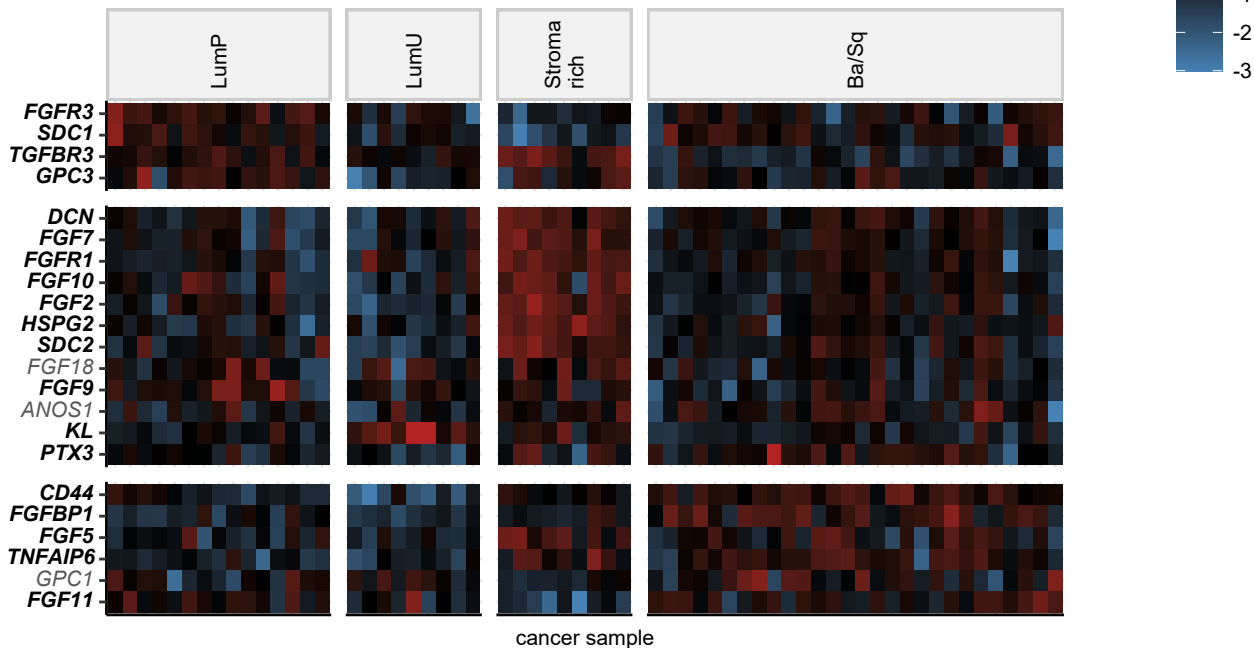 -2
-3
LumP
LumU
Stroma
rich
Ba/Sq
FGFR3
SDC1
TGFBR3
GPC3
DCN
FGF7
FGFR1
FGF10
FGF2
HSPG2
SDC2
FGF18
FGF9
ANOS1
KL
PTX3
CD44
FGFBP1
FGF5
TNFAIP6
GPC1
FGF11
cancer sample